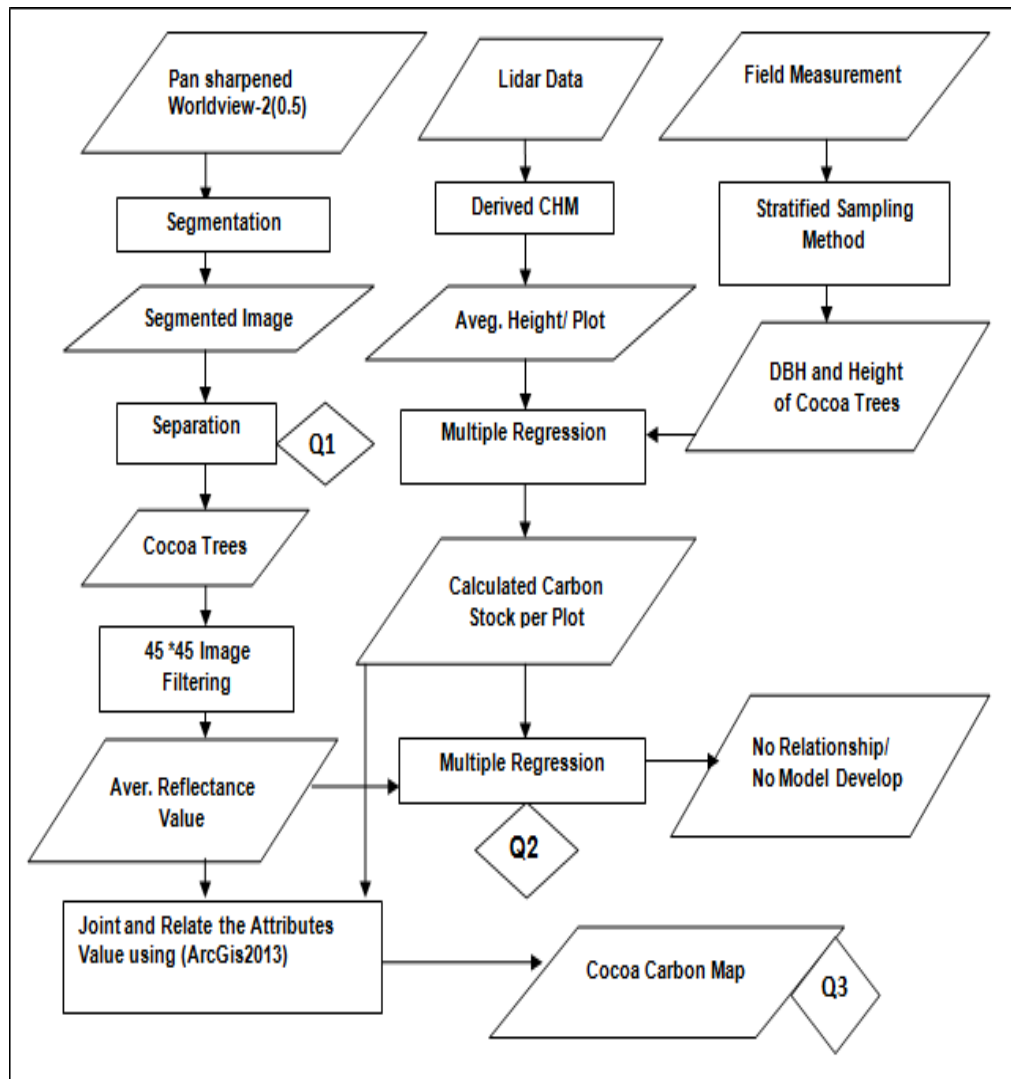 Pan sharpened
Worldview-2(0.5)
Lidar Data
Field Measurement
Segmentation
Derived CHM
Stratified Sampling
Method
Segmented Image
Aveg. Height/ Plot
DBH and Height
of Cocoa Trees
Separation
Q1
Multiple Regression
Cocoa Trees
Calculated Carbon
Stock per Plot
45 *45 Image
Filtering
Aver. Reflectance
Value
Multiple Regression
No Relationship/
No Model Develop
Q2
Joint and Relate the Attributes
Value using (ArcGis2013)
Cocoa Carbon Map
Q3